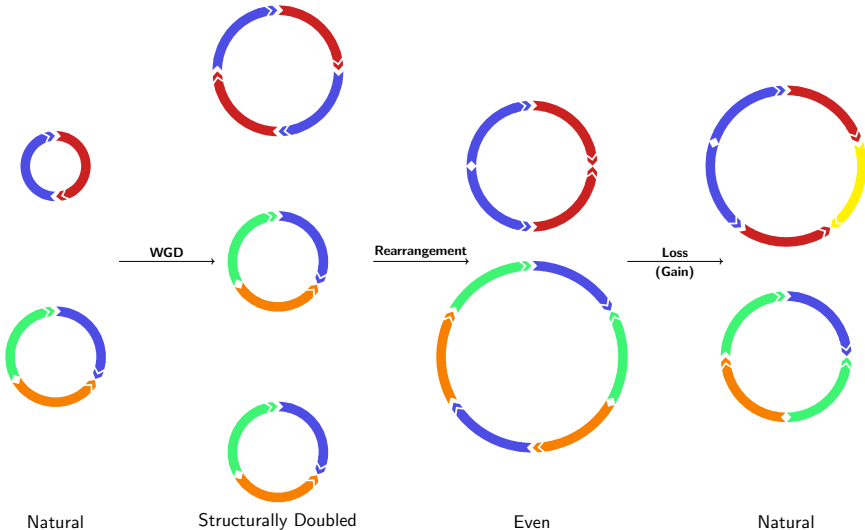 WGD
Rearrangement
Loss
(Gain)
Natural
Structurally Doubled
Even
Natural